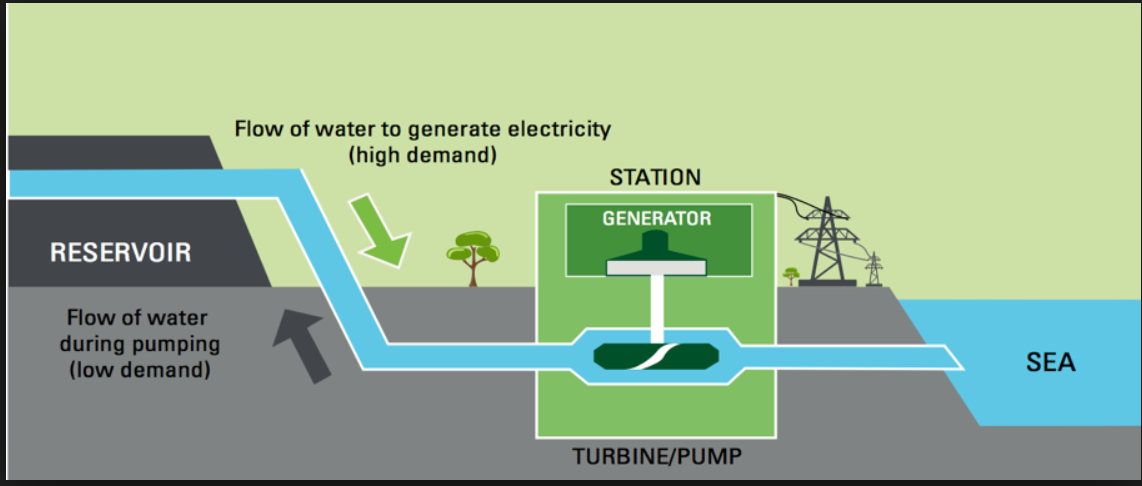 Flow of water to generate electricity
(high demand)
STATION
GENERATOR
RESERVOIR
Flow of water
during pumping
(low demand)
SEA
TURBINE/PUMP